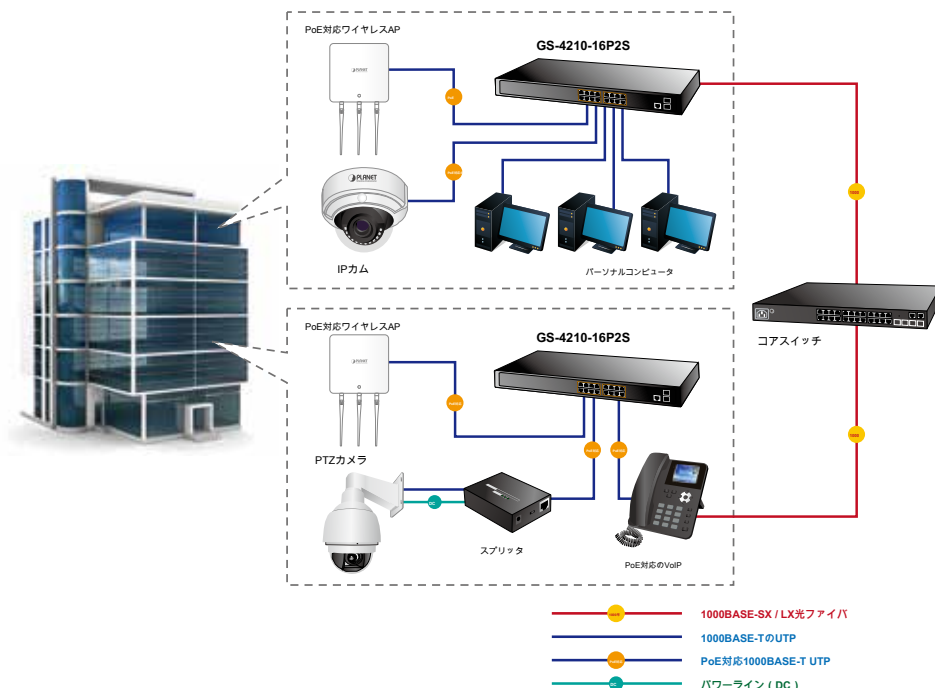 PoE対応ワイヤレスAP
GS-4210-16P2S
PLANET
PLANET
IPカム
パーソナルコンピュータ
コアスイッチ
PoE対応ワイヤレスAP
GS-4210-16P2S
PLANET
PTZカメラ
DC
スプリッタ
PoE対応のVoIP
1000BASE-SX / LX光ファイバ
1000BASE-TのUTP
PoE対応1000BASE-T UTP
DC
パワーライン ( DC )